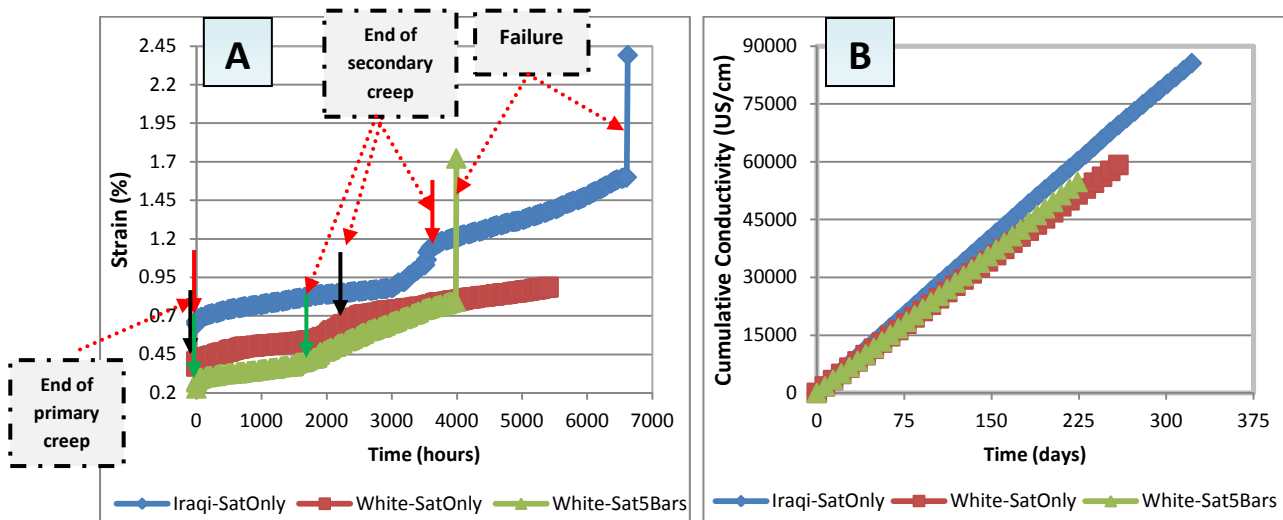 A
End of
secondary
creep
Failure
End of
primary
creep
Strain (%)
2.45
2.2
1.95
1.7
1.45
1.2
0.95
0.7
0.45
0.2
0 1000 2000 3000 4000 5000 6000 7000
Time (hours)
Iraqi-SatOnly White-SatOnly White-Sat5Bars
B
Cumulative Conductivity (US/cm)
90000
75000
60000
45000
30000
15000
0
0 75 150 225 300 375
Time (days)
Iraqi-SatOnly White-SatOnly White-Sat5Bars